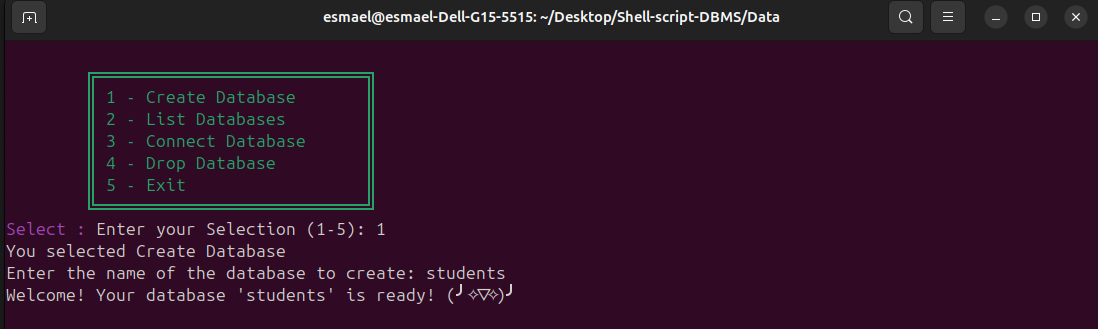 esmael@esmael-Dell-G15-5515: ~/Desktop/Shell-script-DBMS/Data
1 - Create Database
2 - List Databases
3 - Connect Database
4 - Drop Database
5 - Exit
Select : Enter your Selection (1-5): 1
You selected Create Database
Enter the name of the database to create: students
Welcome! Your database 'students' is ready! (╯✧▽✧)╯